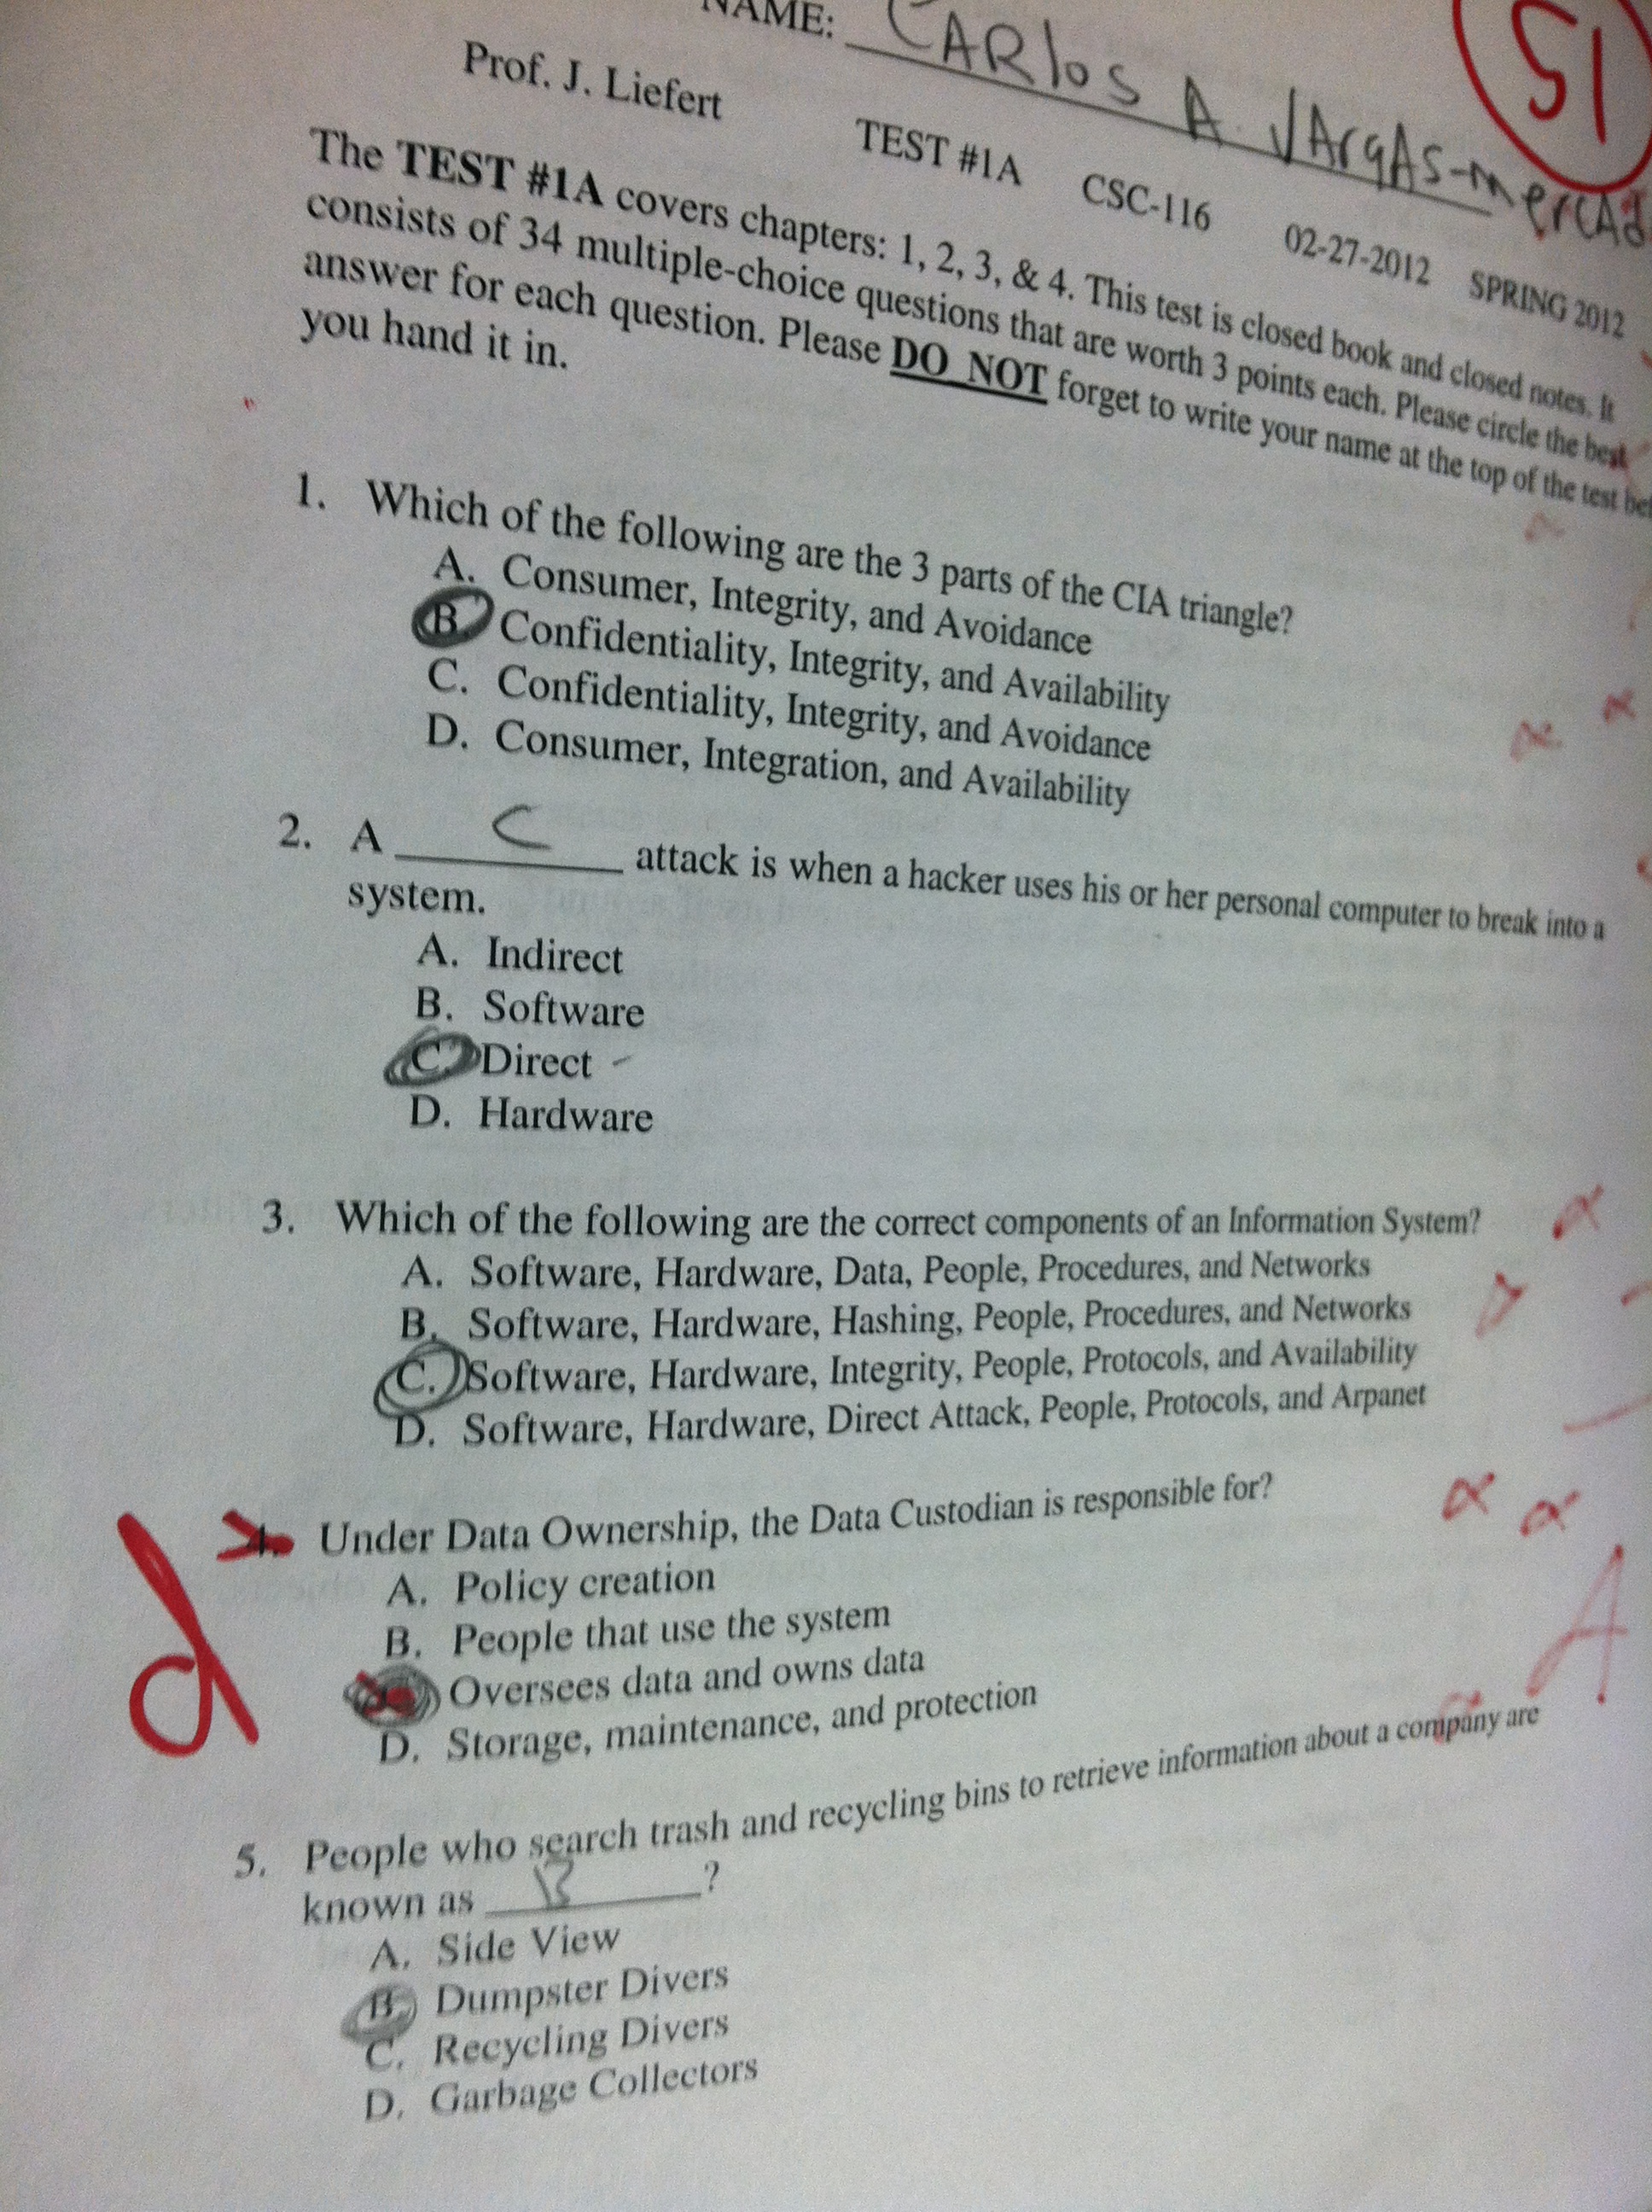 NAME: CARlos A VArgAs-mercad
51
Prof. J. Liefert TEST #1A CSC-116 02-27-2012 SPRING 2012
The TEST #1A covers chapters: 1, 2, 3, & 4. This test is closed book and closed notes. It
consists of 34 multiple-choice questions that are worth 3 points each. Please circle the best
answer for each question. Please DO NOT forget to write your name at the top of the test bef
you hand it in.
1. Which of the following are the 3 parts of the CIA triangle?
A. Consumer, Integrity, and Avoidance
B. Confidentiality, Integrity, and Availability
C. Confidentiality, Integrity, and Avoidance
D. Consumer, Integration, and Availability
2. A C attack is when a hacker uses his or her personal computer to break into a
system.
A. Indirect
B. Software
C. Direct
D. Hardware
3. Which of the following are the correct components of an Information System?
A. Software, Hardware, Data, People, Procedures, and Networks
B. Software, Hardware, Hashing, People, Procedures, and Networks
C. Software, Hardware, Integrity, People, Protocols, and Availability
D. Software, Hardware, Direct Attack, People, Protocols, and Arpanet
d 4. Under Data Ownership, the Data Custodian is responsible for?
A. Policy creation
B. People that use the system
Oversees data and owns data
D. Storage, maintenance, and protection
5. People who search trash and recycling bins to retrieve information about a company are
known as B ?
A. Side View
B. Dumpster Divers
C. Recycling Divers
D. Garbage Collectors